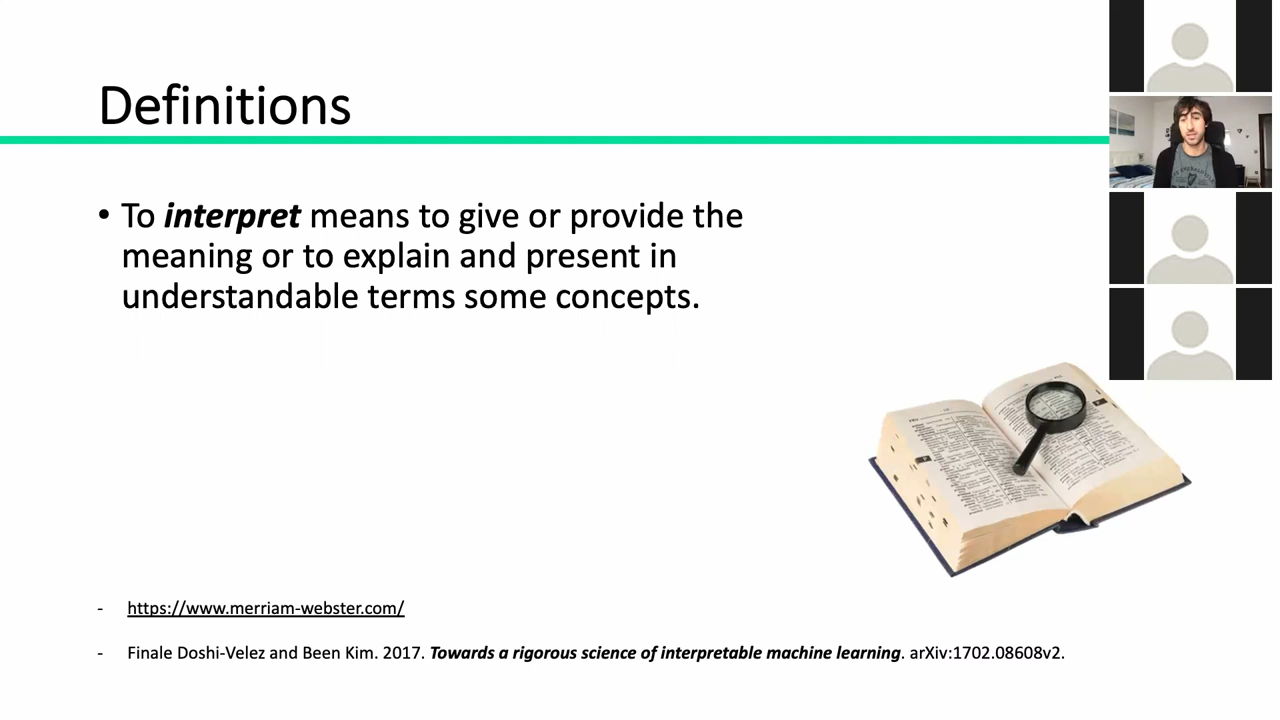 Definitions
• To interpret means to give or provide the
meaning or to explain and present in
understandable terms some concepts.
- https://www.merriam-webster.com/
- Finale Doshi-Velez and Been Kim. 2017. Towards a rigorous science of interpretable machine learning. arXiv:1702.08608v2.